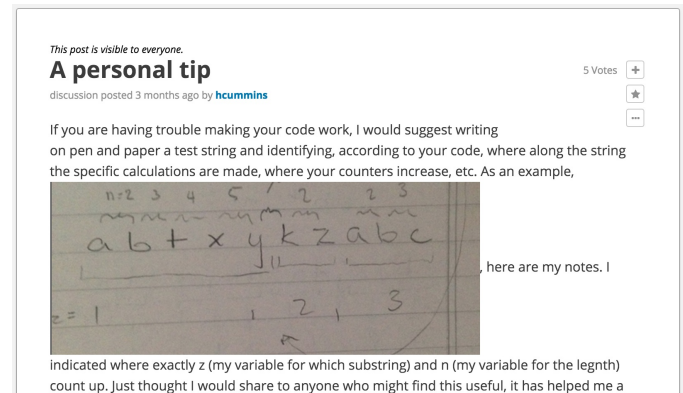 This post is visible to everyone.
A personal tip
5 Votes
discussion posted 3 months ago by hcummins
If you are having trouble making your code work, I would suggest writing
on pen and paper a test string and identifying, according to your code, where along the string
the specific calculations are made, where your counters increase, etc. As an example,
n=2 3 4 5 1 2 2 3
a b t x y k z a b c
, here are my notes. I
z = 1 2 3
indicated where exactly z (my variable for which substring) and n (my variable for the legnth)
count up. Just thought I would share to anyone who might find this useful, it has helped me a